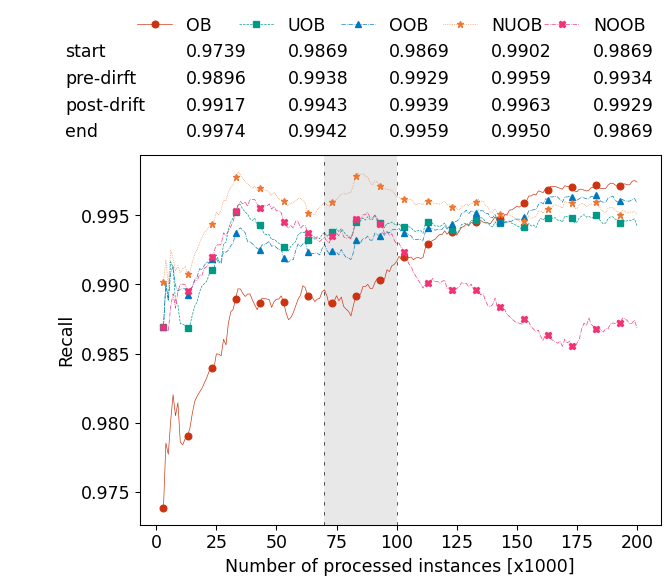 OB UOB OOB NUOB NOOB
start 0.9739 0.9869 0.9869 0.9902 0.9869
pre-dirft 0.9896 0.9938 0.9929 0.9959 0.9934
post-drift 0.9917 0.9943 0.9939 0.9963 0.9929
end 0.9974 0.9942 0.9959 0.9950 0.9869
0.995
0.990
0.985
0.980
0.975
Recall
0 25 50 75 100 125 150 175 200
Number of processed instances [x1000]